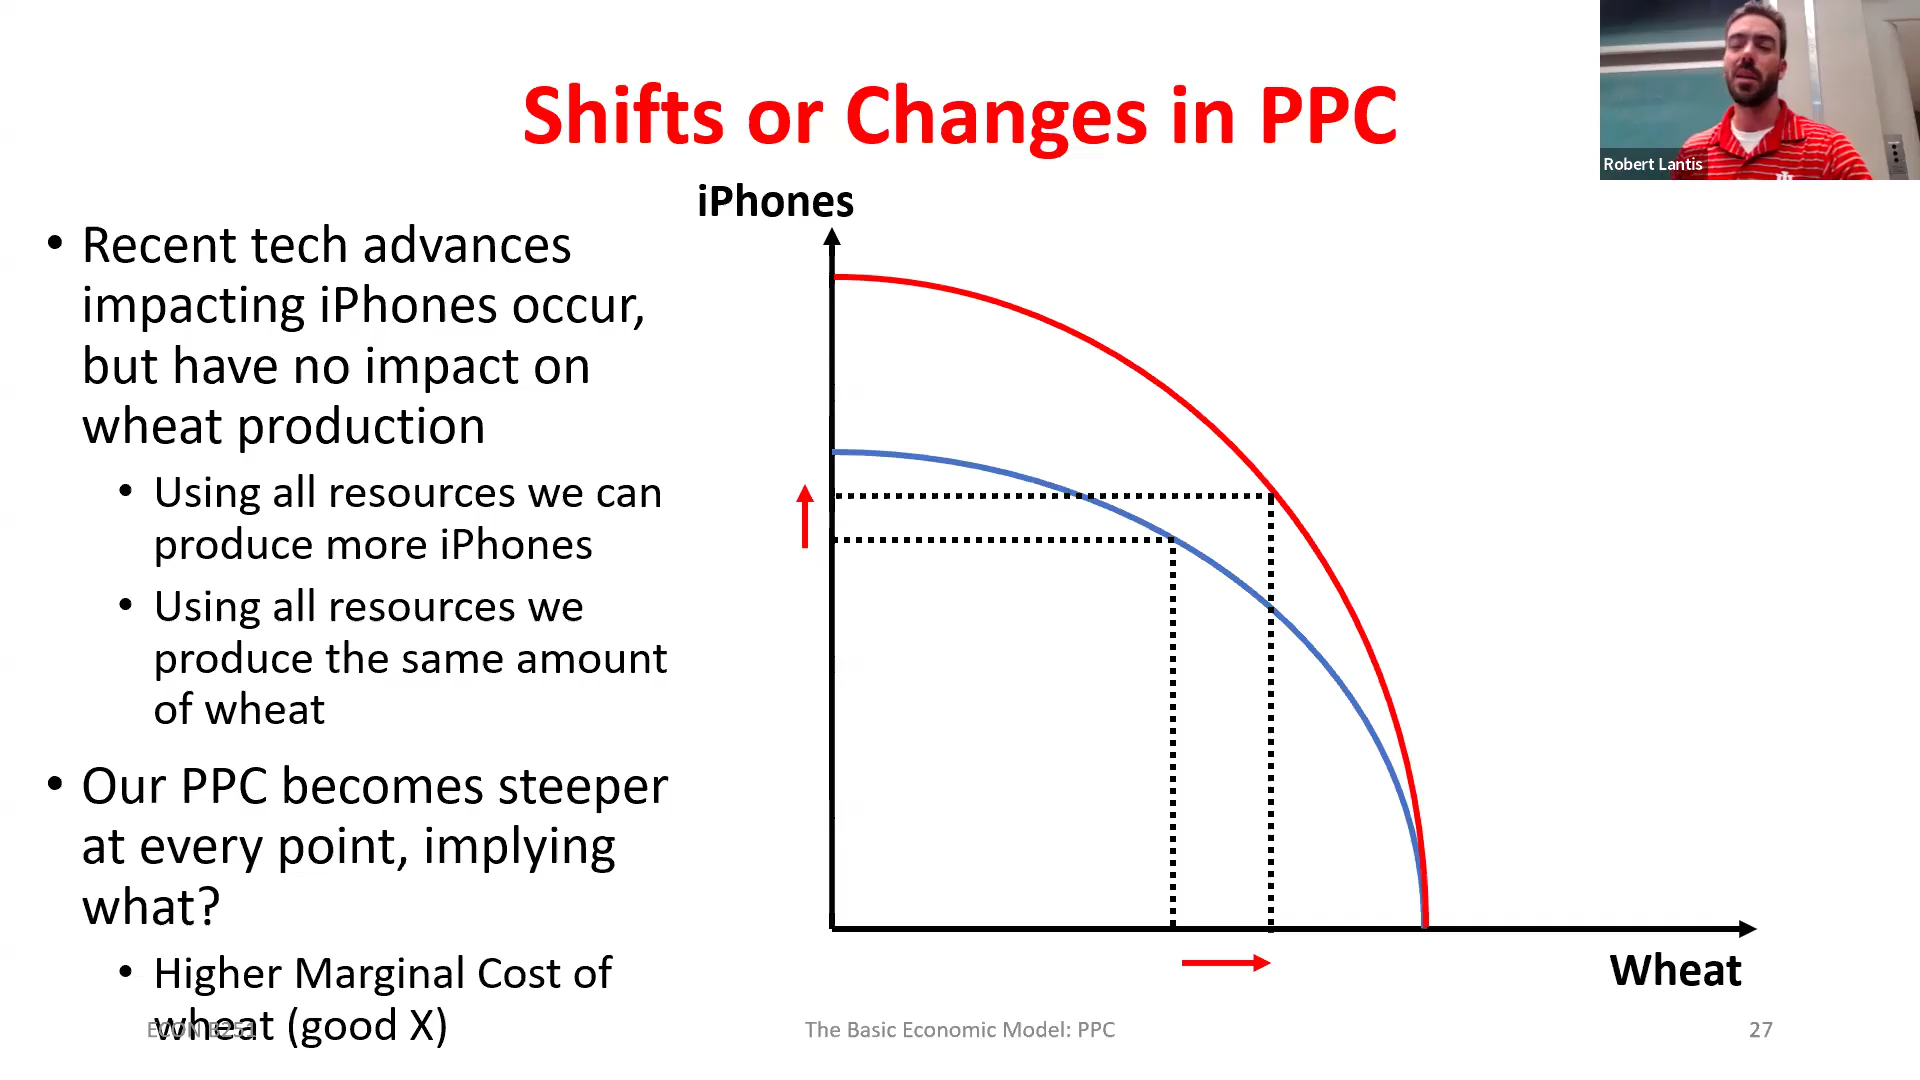 Shifts or Changes in PPC
Robert Lantis
iPhones
• Recent tech advances
impacting iPhones occur,
but have no impact on
wheat production
• Using all resources we can
produce more iPhones
• Using all resources we
produce the same amount
of wheat
• Our PPC becomes steeper
at every point, implying
what?
• Higher Marginal Cost of
wheat (good X)
Wheat
ECON B251
The Basic Economic Model: PPC
27